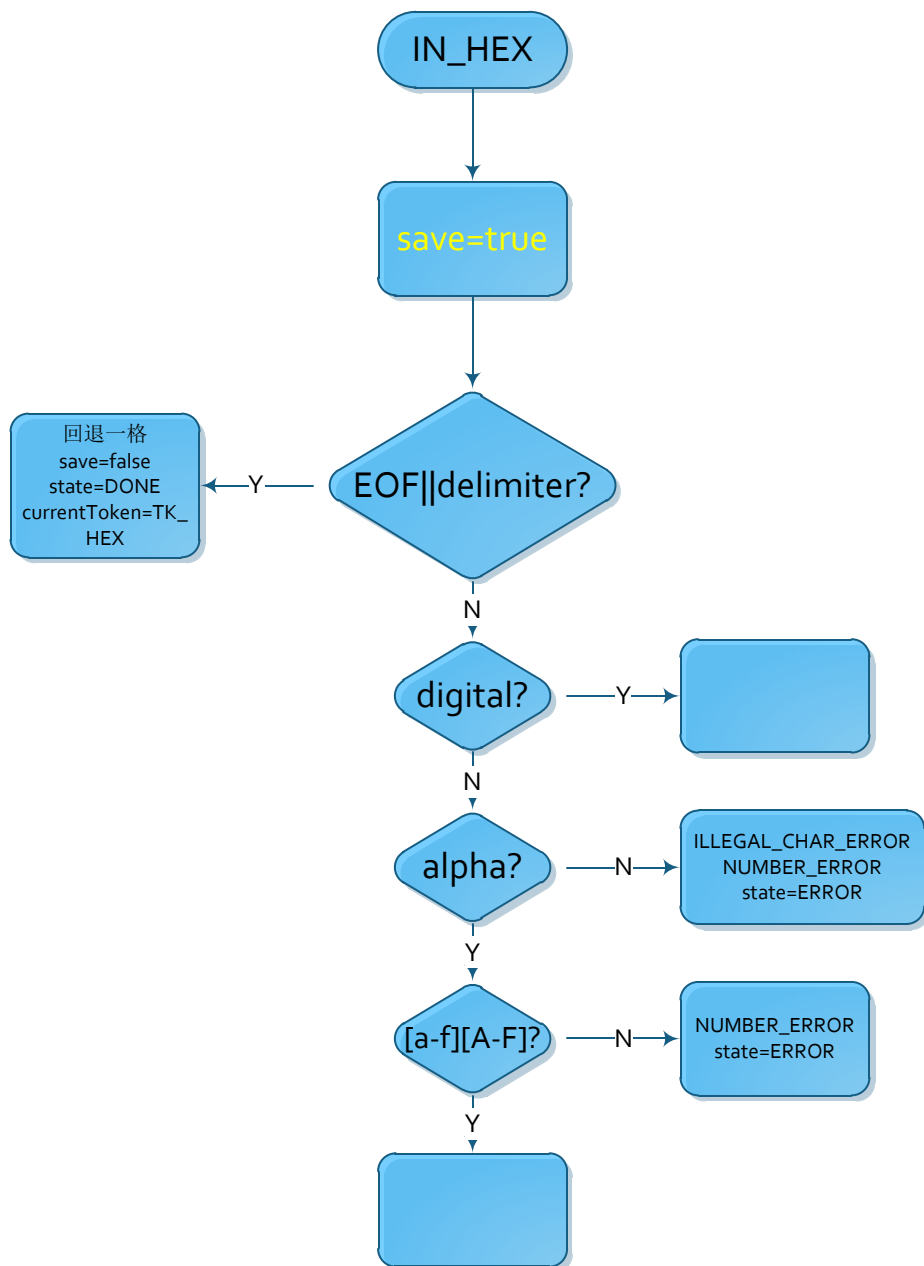 IN_HEX
save=true
EOF||delimiter?
Y
回退一格
save=false
state=DONE
currentToken=TK_
HEX
N
digital?
Y
N
alpha?
N
ILLEGAL_CHAR_ERROR
NUMBER_ERROR
state=ERROR
Y
[a-f][A-F]?
N
NUMBER_ERROR
state=ERROR
Y